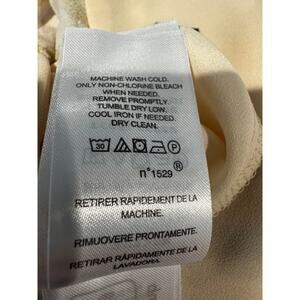 MACHINE WASH COLD.
ONLY NON-CHLORINE BLEACH
WHEN NEEDED.
REMOVE PROMPTLY.
TUMBLE DRY LOW.
COOL IRON IF NEEDED.
DRY CLEAN.
30
n°1529 ®
RETIRER RAPIDEMENT DE LA
MACHINE.
RIMUOVERE PRONTAMENTE.
RETIRAR RÁPIDAMENTE DE LA
LAVADORA.